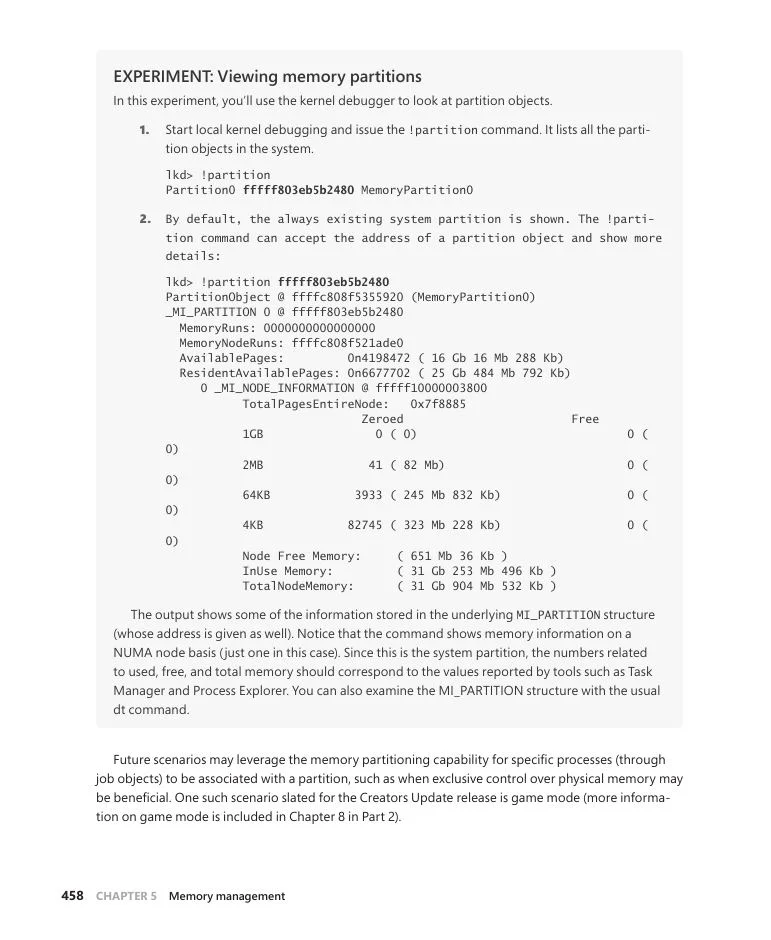 EXPERIMENT: Viewing memory partitions
In this experiment, you'll use the kernel debugger to look at partition objects.
1. Start local kernel debugging and issue the !partition command. It lists all the parti-
tion objects in the system.
lkd> !partition
Partition0 fffff803eb5b2480 MemoryPartition0
2. By default, the always existing system partition is shown. The !parti-
tion command can accept the address of a partition object and show more
details:
lkd> !partition fffff803eb5b2480
PartitionObject @ ffffc808f5355920 (MemoryPartition0)
_MI_PARTITION 0 @ fffff803eb5b2480
MemoryRuns: 0000000000000000
MemoryNodeRuns: ffffc808f521ade0
AvailablePages: 0n4198472 ( 16 Gb 16 Mb 288 Kb)
ResidentAvailablePages: 0n6677702 ( 25 Gb 484 Mb 792 Kb)
0 _MI_NODE_INFORMATION @ fffff10000003800
TotalPagesEntireNode: 0x7f8885
Zeroed Free
1GB 0 ( 0) 0 (
0)
2MB 41 ( 82 Mb) 0 (
0)
64KB 3933 ( 245 Mb 832 Kb) 0 (
0)
4KB 82745 ( 323 Mb 228 Kb) 0 (
0)
Node Free Memory: ( 651 Mb 36 Kb )
InUse Memory: ( 31 Gb 253 Mb 496 Kb )
TotalNodeMemory: ( 31 Gb 904 Mb 532 Kb )
The output shows some of the information stored in the underlying MI_PARTITION structure
(whose address is given as well). Notice that the command shows memory information on a
NUMA node basis (just one in this case). Since this is the system partition, the numbers related
to used, free, and total memory should correspond to the values reported by tools such as Task
Manager and Process Explorer. You can also examine the MI_PARTITION structure with the usual
dt command.
Future scenarios may leverage the memory partitioning capability for specific processes (through
job objects) to be associated with a partition, such as when exclusive control over physical memory may
be beneficial. One such scenario slated for the Creators Update release is game mode (more informa-
tion on game mode is included in Chapter 8 in Part 2).
458 CHAPTER 5 Memory management